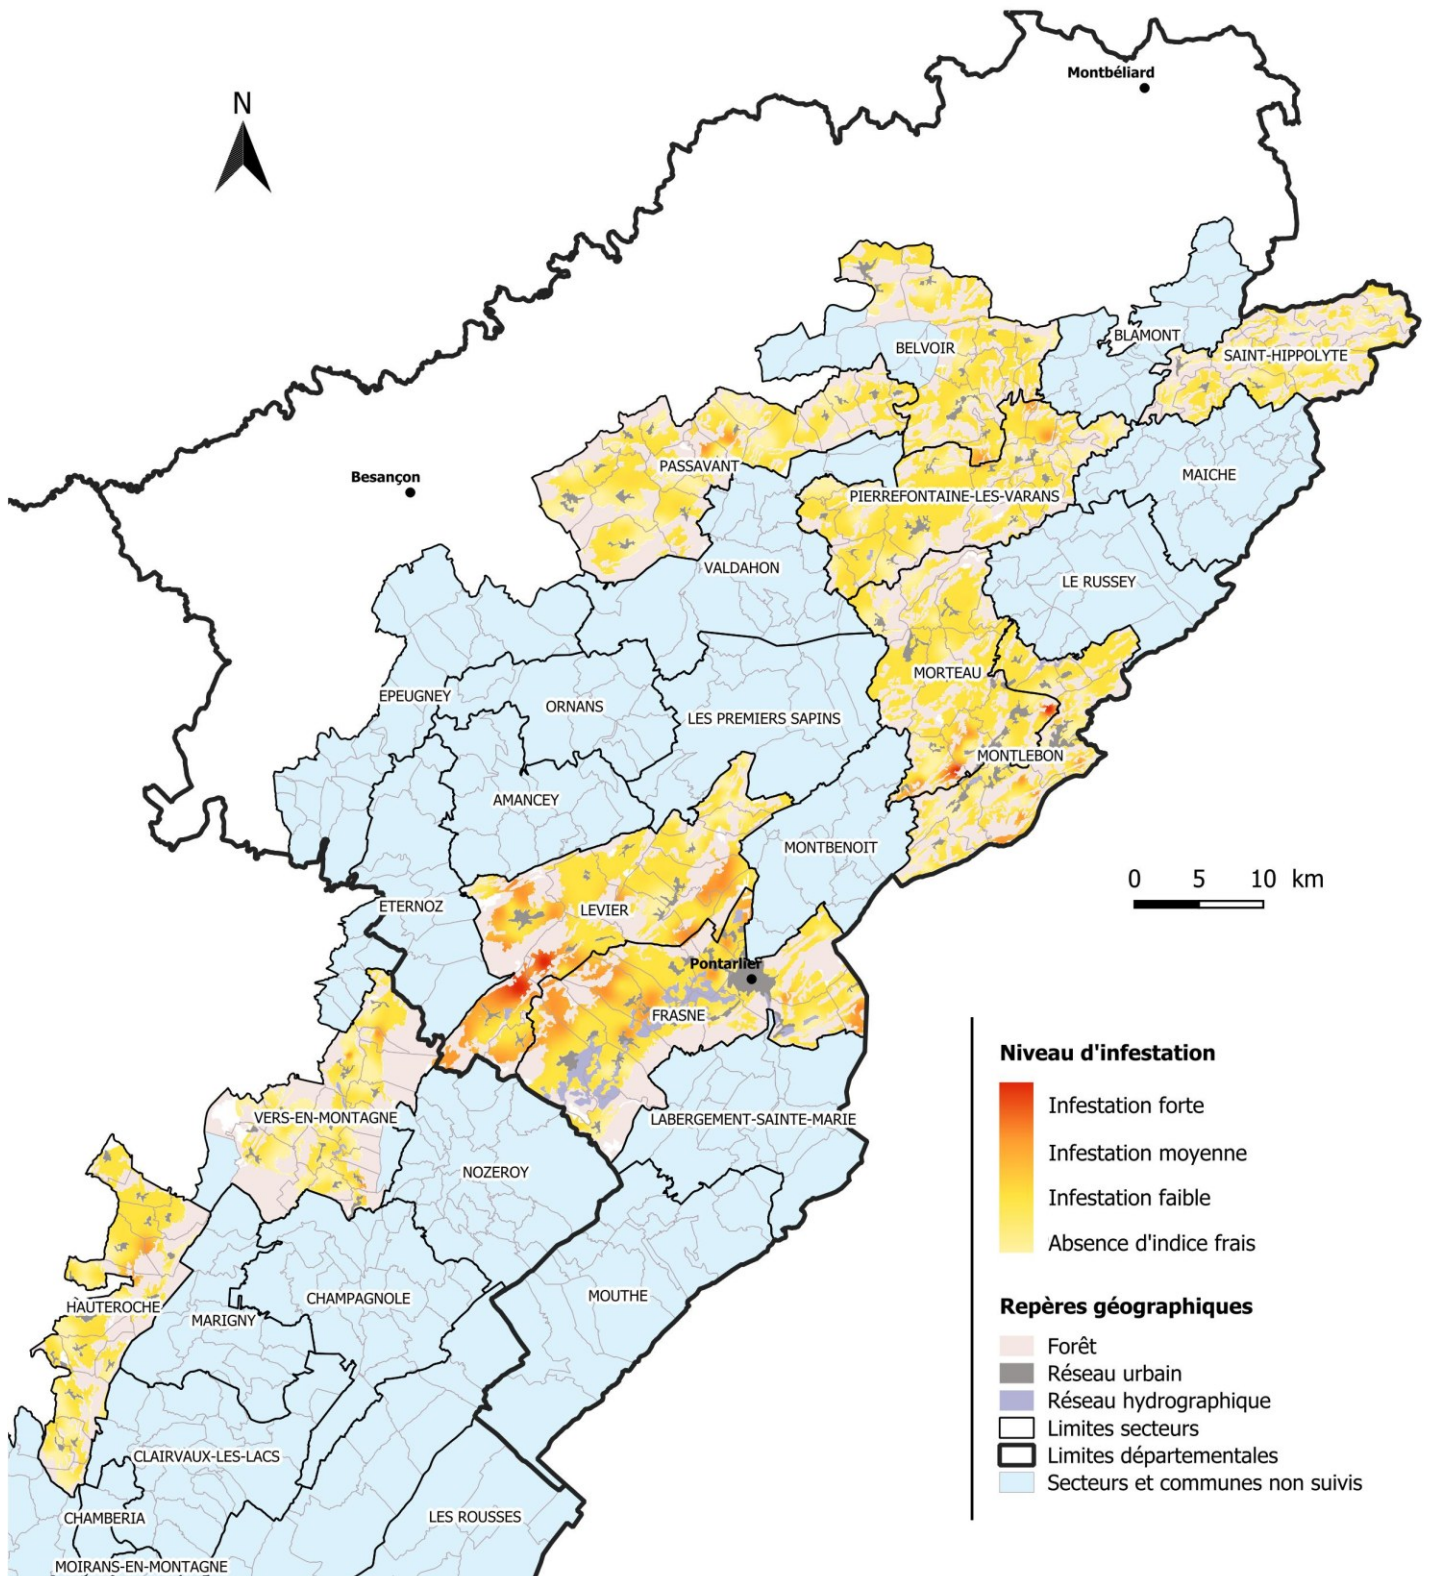 Montbéliard
N
BLAMONT
BELVOIR
SAINT-HIPPOLYTE
PASSAVANT
Besançon
MAICHE
PIERREFONTAINE-LES-VARANS
VALDAHON
LE RUSSEY
MORTEAU
EPEUGNEY
ORNANS
LES PREMIERS SAPINS
MONTLEBON
AMANCEY
MONTBENOIT
0 5 10 km
ETERNOZ
LEVIER
Pontarlier
FRASNE
VERS-EN-MONTAGNE
LABERGEMENT-SAINTE-MARIE
NOZEROY
MOUTHE
CHAMPAGNOLE
HAUTEROCHE
MARIGNY
CLAIRVAUX-LES-LACS
CHAMBERIA
LES ROUSSES
MOIRANS-EN-MONTAGNE
Niveau d'infestation
Infestation forte
Infestation moyenne
Infestation faible
Absence d'indice frais
Repères géographiques
Forêt
Réseau urbain
Réseau hydrographique
Limites secteurs
Limites départementales
Secteurs et communes non suivis